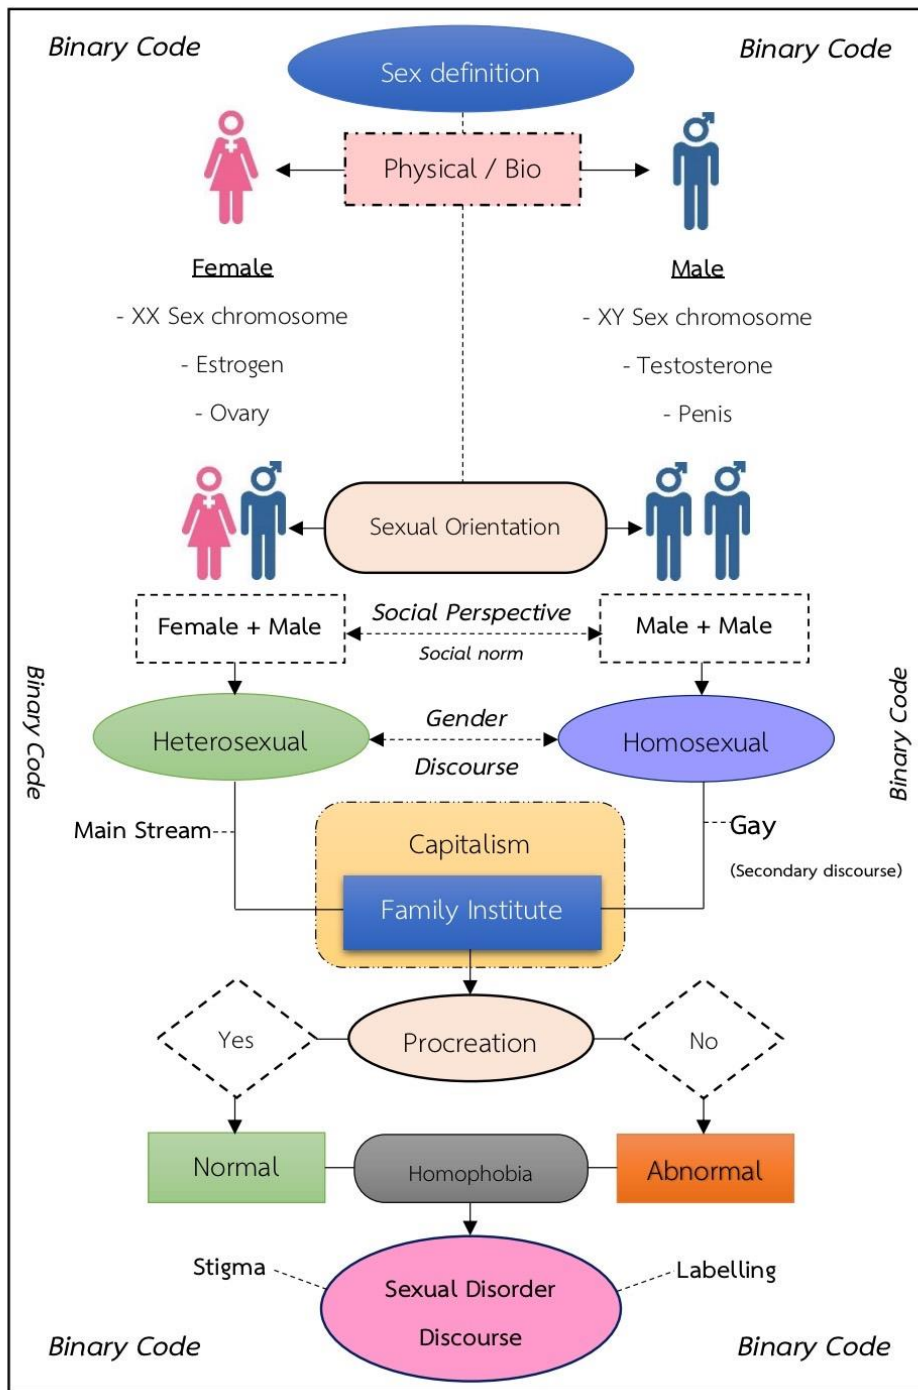 Binary Code
Binary Code
Sex definition
Physical / Bio
Female
Male
- XX Sex chromosome
- XY Sex chromosome
- Estrogen
- Testosterone
- Ovary
- Penis
Sexual Orientation
Female + Male
Social Perspective
Social norm
Male + Male
Binary Code
Binary Code
Heterosexual
Gender
Discourse
Homosexual
Main Stream
Capitalism
Gay
(Secondary discourse)
Family Institute
Yes
Procreation
No
Normal
Homophobia
Abnormal
Stigma
Sexual Disorder
Discourse
Labelling
Binary Code
Binary Code